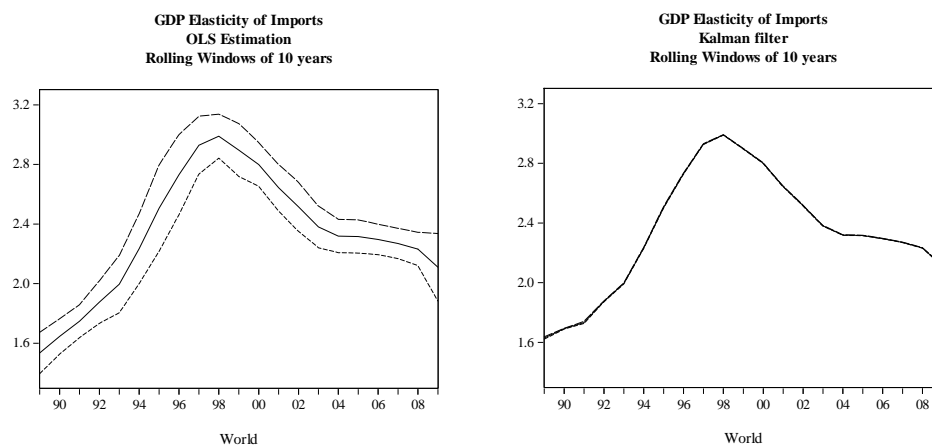 GDP Elasticity of Imports
OLS Estimation
Rolling Windows of 10 years
3.2
2.8
2.4
2.0
1.6
90 92 94 96 98 00 02 04 06 08
World
GDP Elasticity of Imports
Kalman filter
Rolling Windows of 10 years
3.2
2.8
2.4
2.0
1.6
90 92 94 96 98 00 02 04 06 08
World